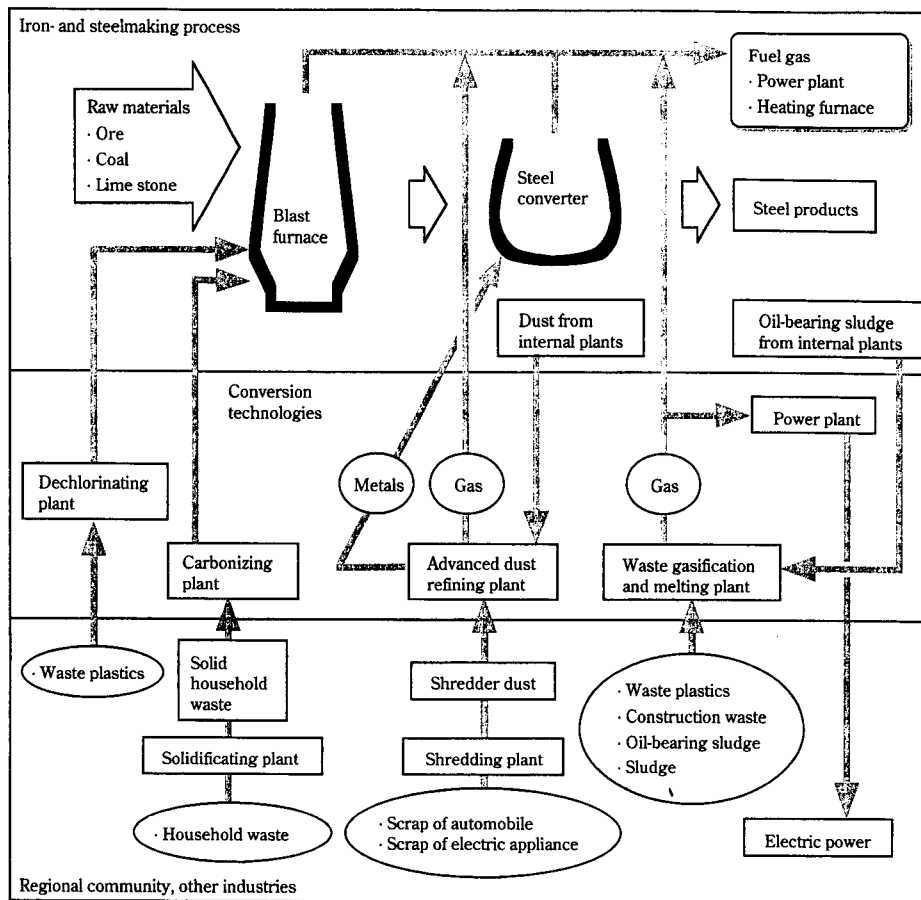 Iron- and steelmaking process
Raw materials
· Ore
· Coal
· Lime stone
Blast
furnace
Steel
converter
Fuel gas
· Power plant
· Heating furnace
Steel products
Dust from
internal plants
Oil-bearing sludge
from internal plants
Conversion
technologies
Power plant
Dechlorinating
plant
Metals
Gas
Gas
Carbonizing
plant
Advanced dust
refining plant
Waste gasification
and melting plant
· Waste plastics
Solid
household
waste
Shredder dust
· Waste plastics
· Construction waste
· Oil-bearing sludge
· Sludge
Solidificating plant
Shredding plant
· Household waste
· Scrap of automobile
· Scrap of electric appliance
Electric power
Regional community, other industries